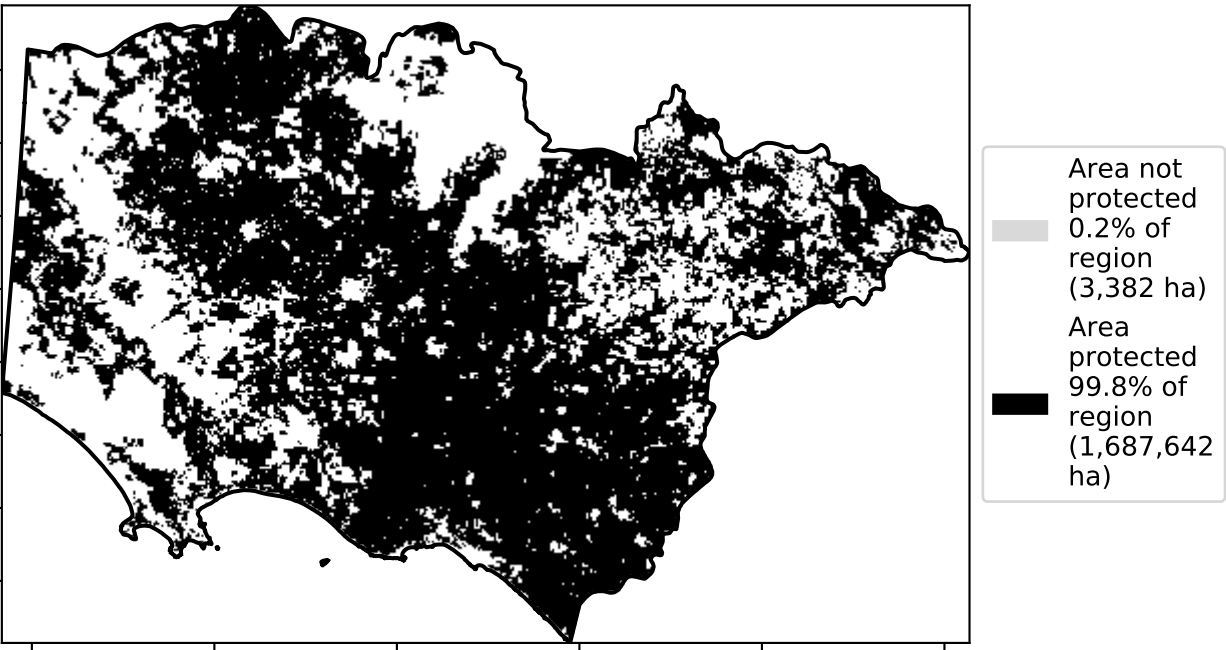 Area not
protected
0.2% of
region
(3,382 ha)
Area
protected
99.8% of
region
(1,687,642
ha)